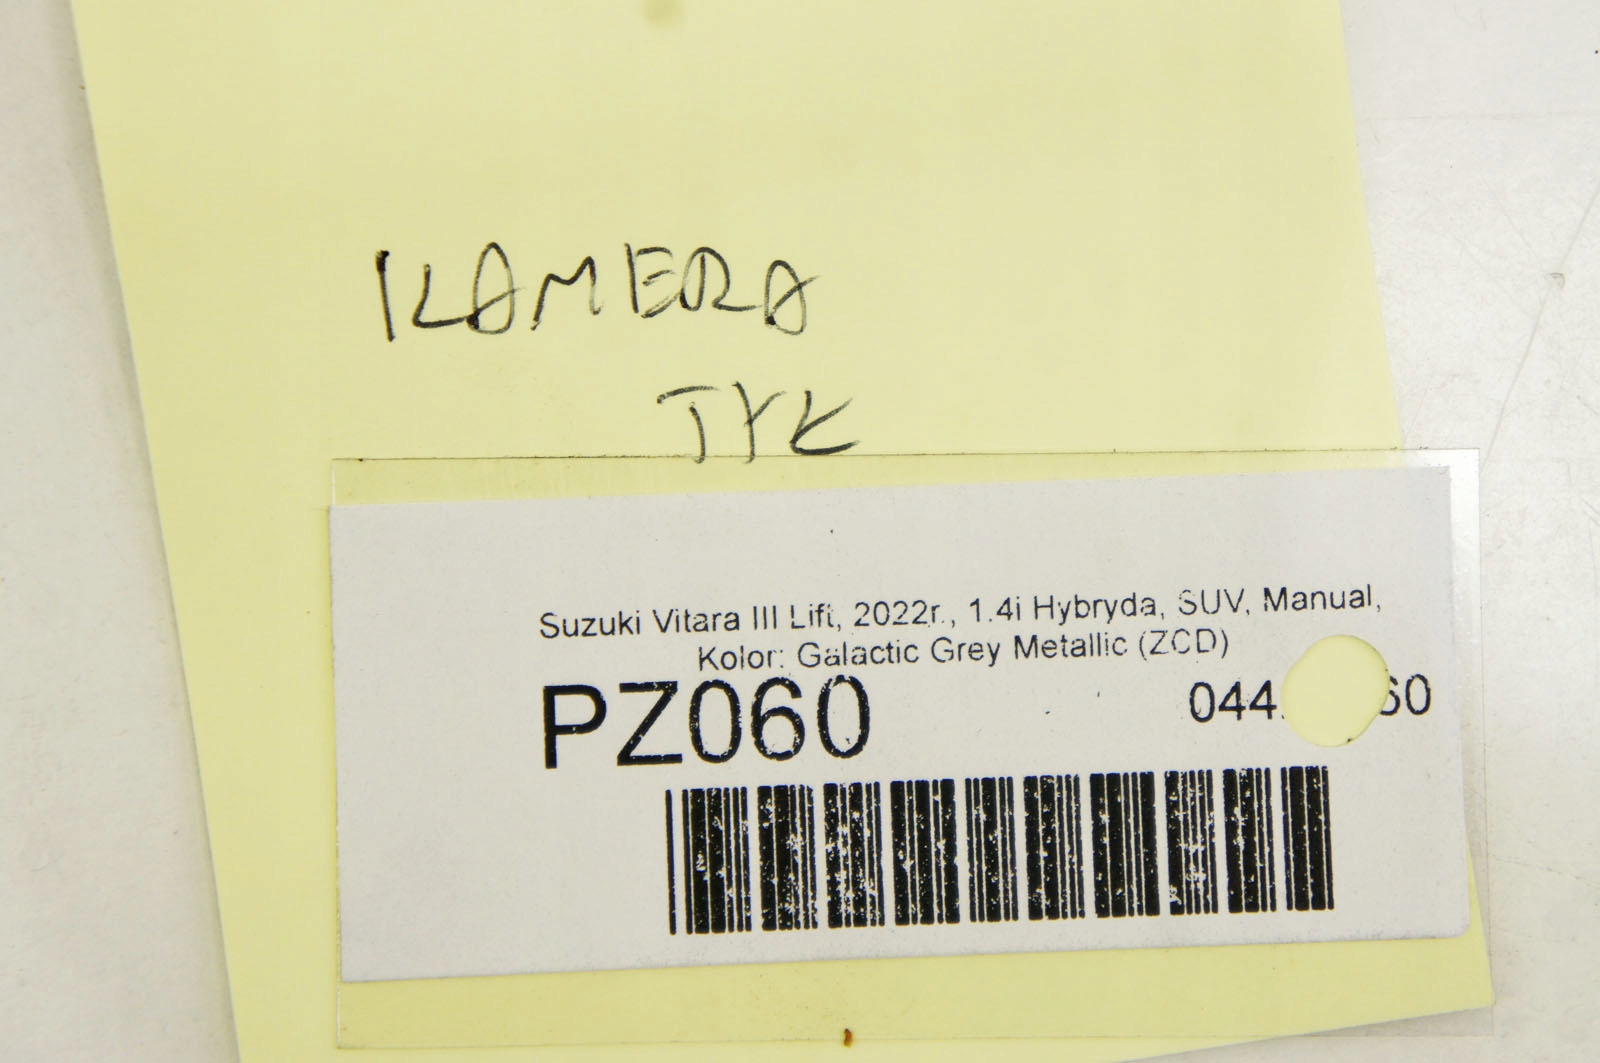 KAMERA
TYŁ
Suzuki Vitara III Lift, 2022r., 1.4i Hybryda, SUV, Manual,
Kolor: Galactic Grey Metallic (ZCD)
PZ060